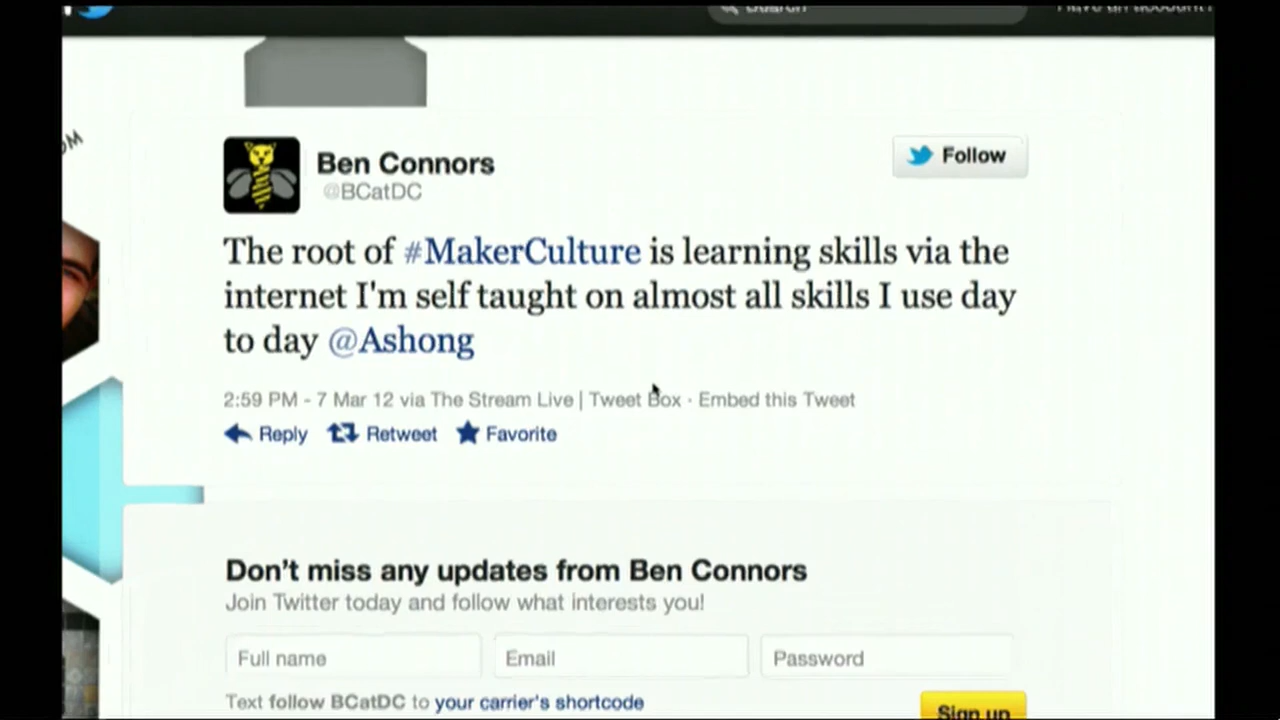 Ben Connors
@BCatDC
Follow
The root of #MakerCulture is learning skills via the
internet I'm self taught on almost all skills I use day
to day @Ashong
2:59 PM - 7 Mar 12 via The Stream Live | Tweet Box · Embed this Tweet
Reply Retweet Favorite
Don't miss any updates from Ben Connors
Join Twitter today and follow what interests you!
Full name Email Password
Text follow BCatDC to your carrier's shortcode
Sign up